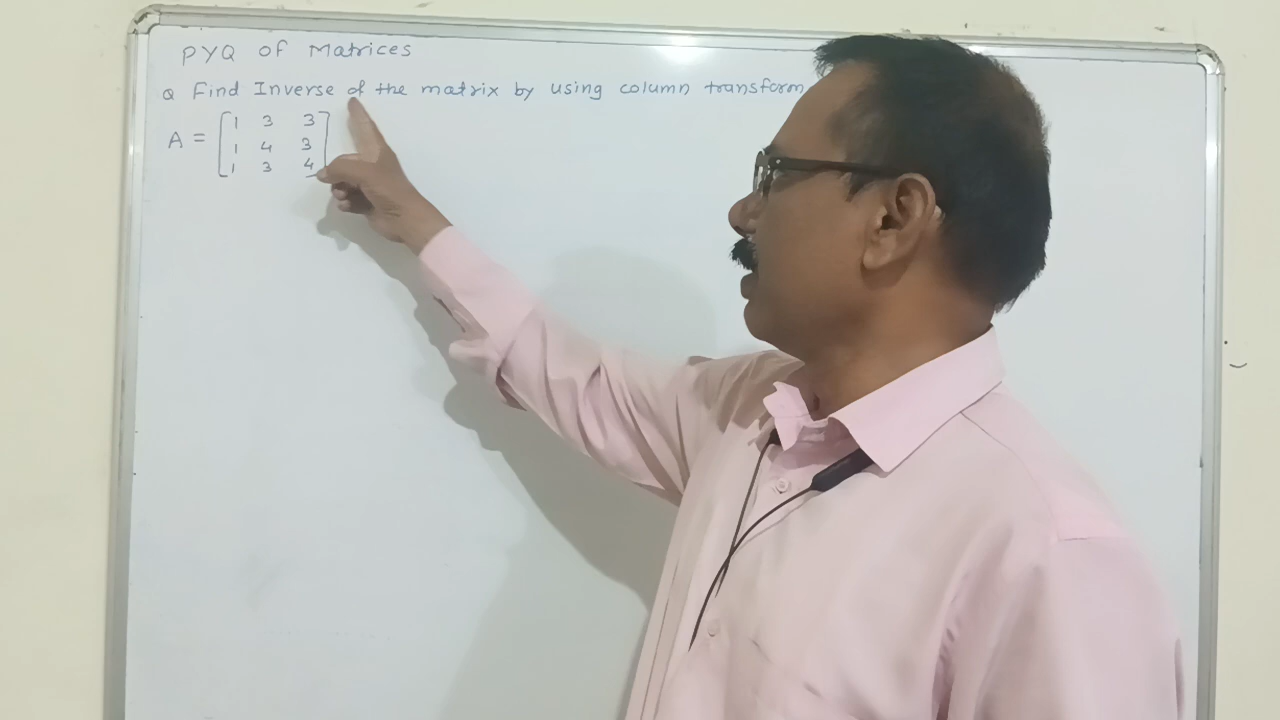 PYQ of Matrices
Q Find Inverse of the matrix by using column transform
A = [1 3 3
1 4 3
1 3 4]